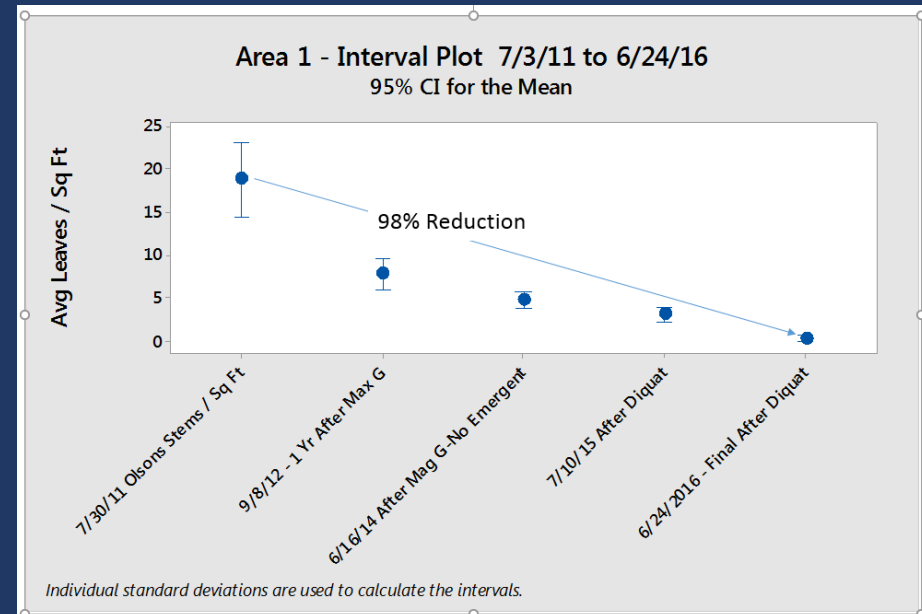 Area 1 - Interval Plot  7/3/11 to 6/24/16
95% CI for the Mean
Avg Leaves / Sq Ft
25
20
15
10
5
0
98% Reduction
7/30/11 Olsons Stems / Sq Ft
9/8/12 - 1 Yr After Max G
6/16/14 After Mag G-No Emergent
7/10/15 After Diquat
6/24/2016 - Final After Diquat
Individual standard deviations are used to calculate the intervals.